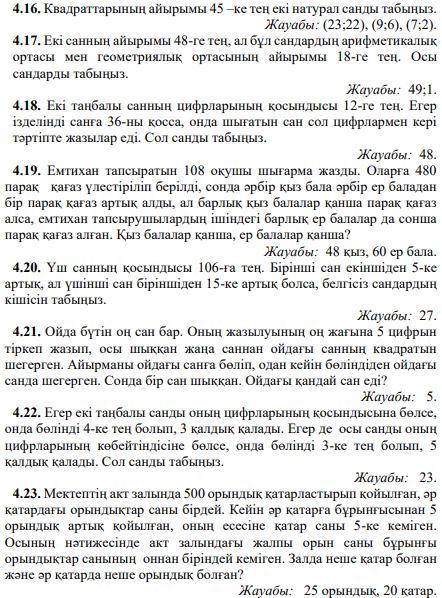 4.16. Квадраттарының айырымы 45 –ке тең екі натурал санды табыңыз.
Жауабы: (23;22), (9;6), (7;2).
4.17. Екі санның айырымы 48-ге тең, ал бұл сандардың арифметикалық
ортасы мен геометриялық ортасының айырымы 18-ге тең. Осы
сандарды табыңыз.
Жауабы: 49;1.
4.18. Екі таңбалы санның цифрларының қосындысы 12-ге тең. Егер
ізделінді санға 36-ны қосса, онда шығатын сан сол цифрлармен кері
тәртіпте жазылар еді. Сол санды табыңыз.
Жауабы: 48.
4.19. Емтихан тапсыратын 108 оқушы шығарма жазды. Оларға 480
парақ қағаз үлестіріліп берілді, сонда әрбір қыз бала әрбір ер баладан
бір парақ қағаз артық алды, ал барлық қыз балалар қанша парақ қағаз
алса, емтихан тапсырушылардың ішіндегі барлық ер балалар да сонша
парақ қағаз алған. Қыз балалар қанша, ер балалар қанша?
Жауабы: 48 қыз, 60 ер бала.
4.20. Үш санның қосындысы 106-ға тең. Бірінші сан екіншіден 5-ке
артық, ал үшінші сан біріншіден 15-ке артық болса, белгісіз сандардың
кішісін табыңыз.
Жауабы: 27.
4.21. Ойда бүтін оң сан бар. Оның жазылуының оң жағына 5 цифрын
тіркеп жазып, осы шыққан жаңа саннан ойдағы санның квадратын
шегерген. Айырманы ойдағы санға бөліп, одан кейін бөліндіден ойдағы
санда шегерген. Сонда бір сан шыққан. Ойдағы қандай сан еді?
Жауабы: 5.
4.22. Егер екі таңбалы санды оның цифрларының қосындысына бөлсе,
онда бөлінді 4-ке тең болып, 3 қалдық қалады. Егер де осы санды оның
цифрларының көбейтіндісіне бөлсе, онда бөлінді 3-ке тең болып, 5
қалдық қалады. Сол санды табыңыз.
Жауабы: 23.
4.23. Мектептің акт залында 500 орындық қатарластырып қойылған, әр
қатардағы орындықтар саны бірдей. Кейін әр қатарға бұрынғысынан 5
орындық артық қойылған, оның есесіне қатар саны 5-ке кеміген.
Осының нәтижесінде акт залындағы жалпы орын саны бұрынғы
орындықтар санының оннан біріндей кеміген. Залда неше қатар болған
және әр қатарда неше орындық болған?
Жауабы: 25 орындық, 20 қатар.